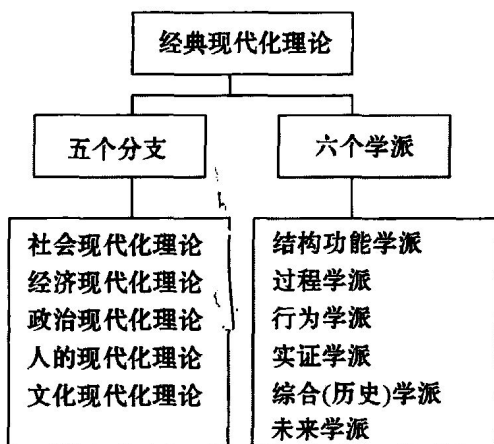 经典现代化理论
五个分支
六个学派
社会现代化理论
经济现代化理论
政治现代化理论
人的现代化理论
文化现代化理论
结构功能学派
过程学派
行为学派
实证学派
综合(历史)学派
未来学派